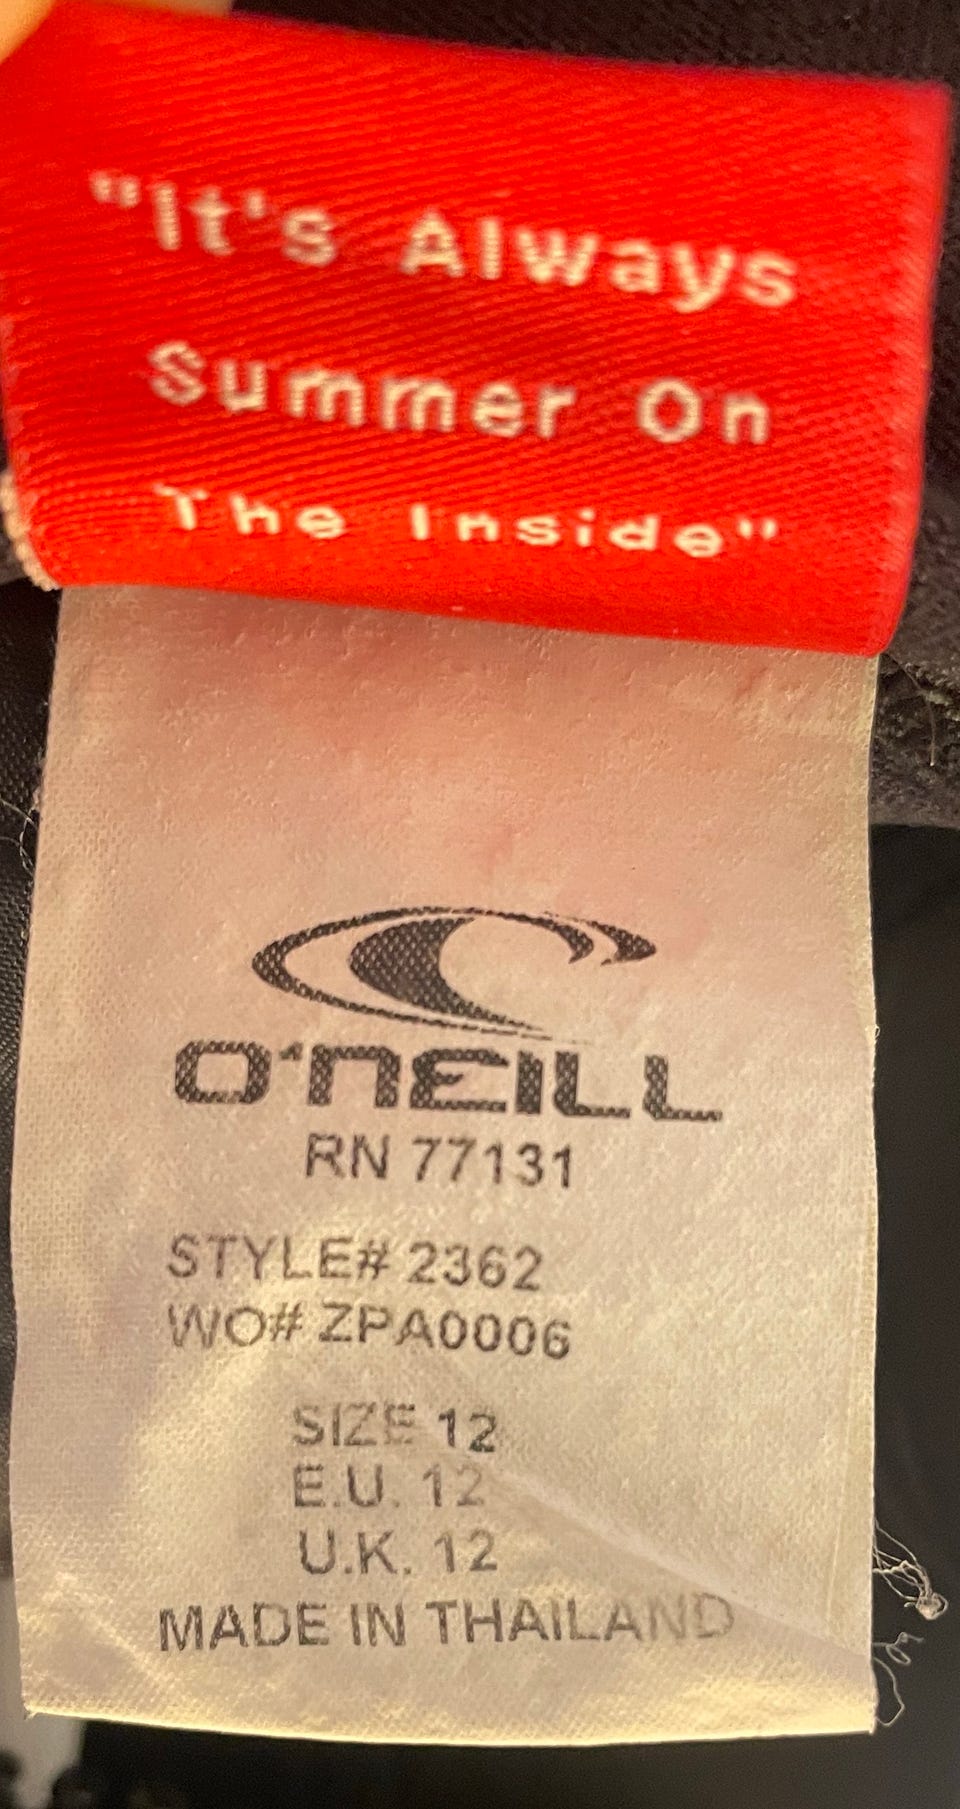 "It's Always
Summer On
The Inside"
O'NEILL
RN 77131
STYLE# 2362
WO# ZPA0006
SIZE 12
E.U. 12
U.K. 12
MADE IN THAILAND